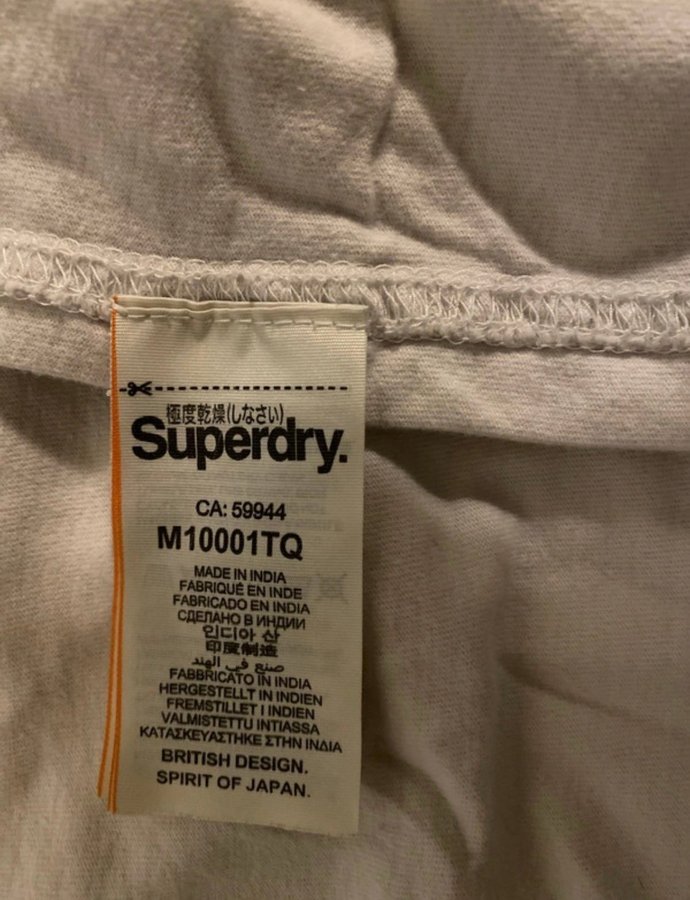 極度乾燥(しなさい)
Superdry.
CA: 59944
M10001TQ
MADE IN INDIA
FABRIQUÉ EN INDE
FABRICADO EN INDIA
СДЕЛАНО В ИНДИИ
인디아 산
印度制造
صنع في الهند
FABBRICATO IN INDIA
HERGESTELLT IN INDIEN
FREMSTILLET I INDIEN
VALMISTETTU INTIASSA
ΚΑΤΑΣΚΕΥΑΣΤΗΚΕ ΣΤΗΝ ΙΝΔΙΑ
BRITISH DESIGN.
SPIRIT OF JAPAN.